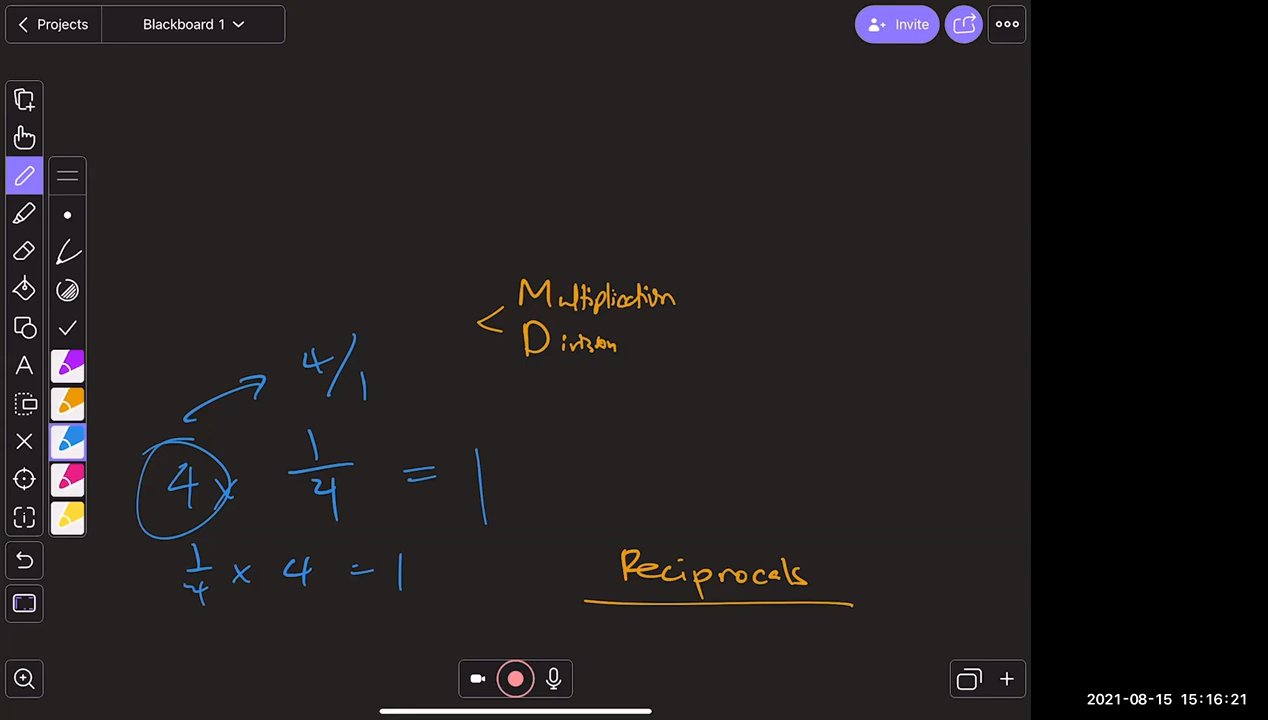 Projects
Blackboard 1
Invite
< Multiplication
Division
4/1
4 x 1/4 = 1
1/4 x 4 = 1
Reciprocals
A
2021-08-15 15:16:21